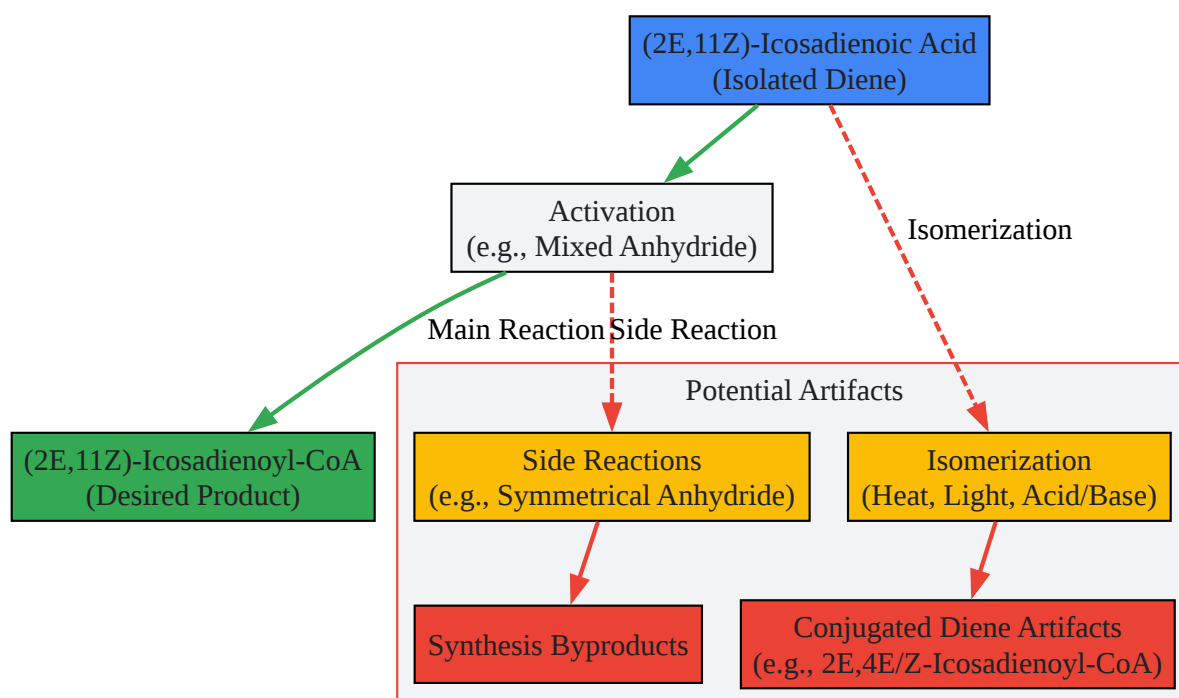 (2E,11Z)-Icosadienoic Acid
(Isolated Diene)
Activation
(e.g., Mixed Anhydride)
Isomerization
Main Reaction
Side Reaction
Potential Artifacts
(2E,11Z)-Icosadienoyl-CoA
(Desired Product)
Side Reactions
(e.g., Symmetrical Anhydride)
Isomerization
(Heat, Light, Acid/Base)
Synthesis Byproducts
Conjugated Diene Artifacts
(e.g., 2E,4E/Z-Icosadienoyl-CoA)